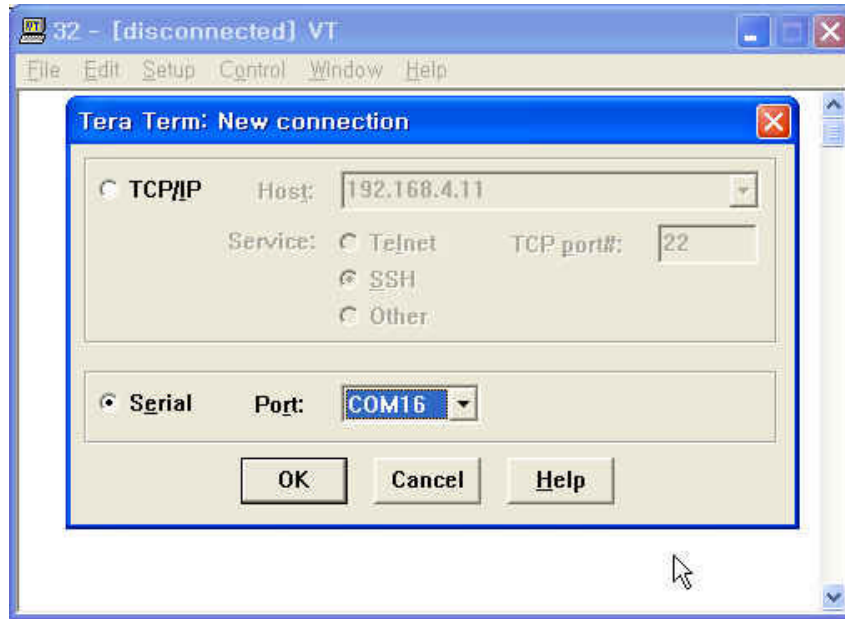 32 - [disconnected] VT
File Edit Setup Control Window Help
Tera Term: New connection
TCP/IP Host: 192.168.4.11
Service: Telnet TCP port#: 22
SSH
Other
Serial Port: COM16
OK Cancel Help